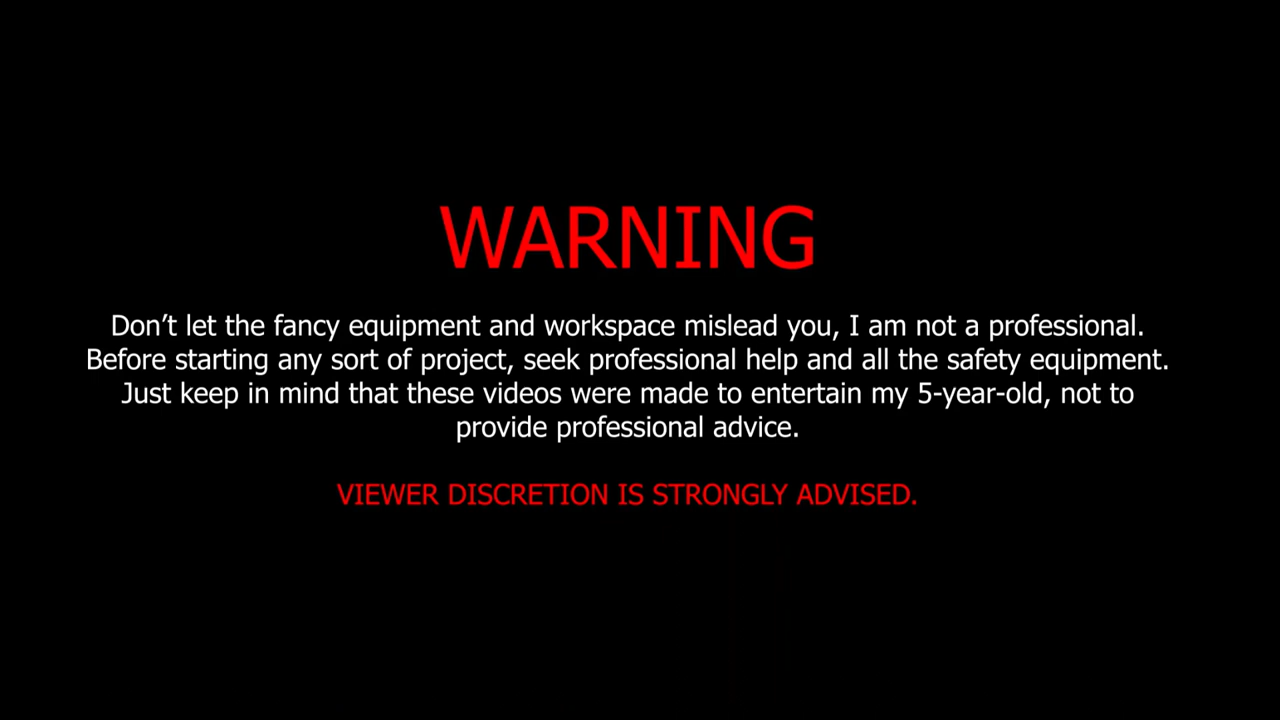 WARNING
Don’t let the fancy equipment and workspace mislead you, I am not a professional.
Before starting any sort of project, seek professional help and all the safety equipment.
Just keep in mind that these videos were made to entertain my 5-year-old, not to
provide professional advice.
VIEWER DISCRETION IS STRONGLY ADVISED.